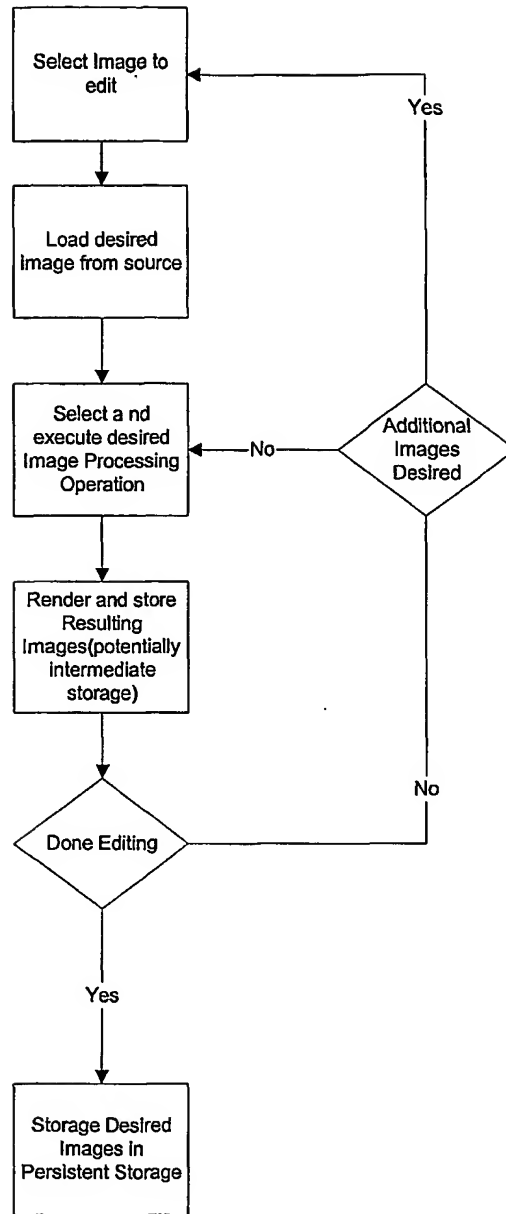 Select Image to
edit
Yes
Load desired
Image from source
Select a nd
execute desired
Image Processing
Operation
No
Additional
Images
Desired
Render and store
Resulting
Images(potentially
intermediate
storage)
No
Done Editing
Yes
Storage Desired
Images in
Persistent Storage